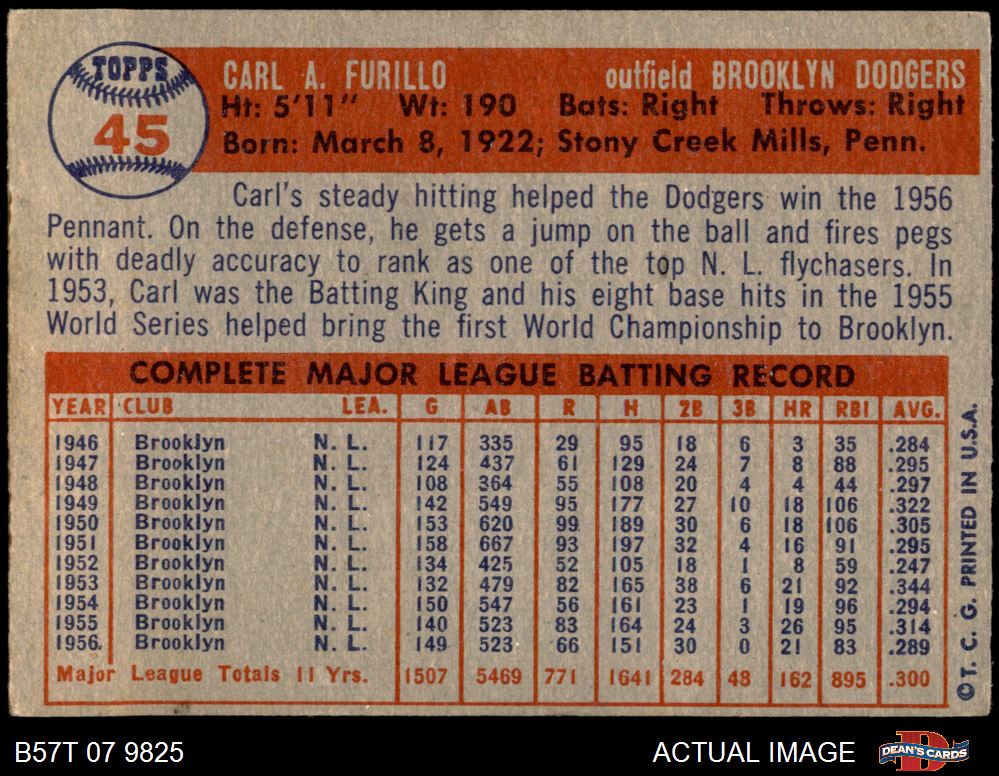 TOPPS
45
CARL A. FURILLO outfield BROOKLYN DODGERS
Ht: 5'11" Wt: 190 Bats: Right Throws: Right
Born: March 8, 1922; Stony Creek Mills, Penn.
Carl's steady hitting helped the Dodgers win the 1956
Pennant. On the defense, he gets a jump on the ball and fires pegs
with deadly accuracy to rank as one of the top N. L. flychasers. In
1953, Carl was the Batting King and his eight base hits in the 1955
World Series helped bring the first World Championship to Brooklyn.
COMPLETE MAJOR LEAGUE BATTING RECORD
YEAR CLUB LEA. G AB R H 2B 3B HR RBI AVG.
1946 Brooklyn N. L. 117 335 29 95 18 6 3 35 .284
1947 Brooklyn N. L. 124 437 61 129 24 7 8 88 .295
1948 Brooklyn N. L. 108 364 55 108 20 4 4 44 .297
1949 Brooklyn N. L. 142 549 95 177 27 10 18 106 .322
1950 Brooklyn N. L. 153 620 99 189 30 6 18 106 .305
1951 Brooklyn N. L. 158 667 93 197 32 4 16 91 .295
1952 Brooklyn N. L. 134 425 52 105 18 1 8 59 .247
1953 Brooklyn N. L. 132 479 82 165 38 6 21 92 .344
1954 Brooklyn N. L. 150 547 56 161 23 1 19 96 .294
1955 Brooklyn N. L. 140 523 83 164 24 3 26 95 .314
1956 Brooklyn N. L. 149 523 66 151 30 0 21 83 .289
Major League Totals 11 Yrs. 1507 5469 771 1641 284 48 162 895 .300
© T. C. G. PRINTED IN U.S.A.
B57T 07 9825 ACTUAL IMAGE DEAN'S CARDS